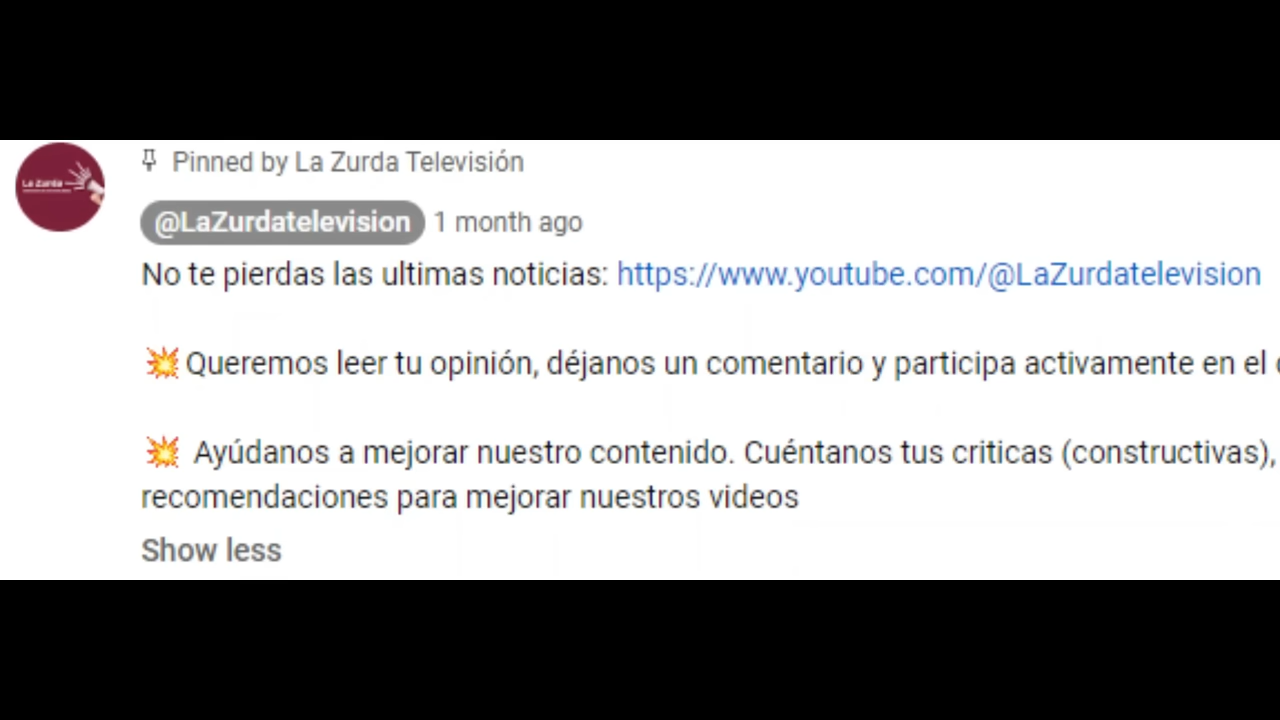 Pinned by La Zurda Televisión
La Zurda
@LaZurdatelevision 1 month ago
No te pierdas las ultimas noticias: https://www.youtube.com/@LaZurdatelevision
💥 Queremos leer tu opinión, déjanos un comentario y participa activamente en el
💥 Ayúdanos a mejorar nuestro contenido. Cuéntanos tus criticas (constructivas),
recomendaciones para mejorar nuestros videos
Show less